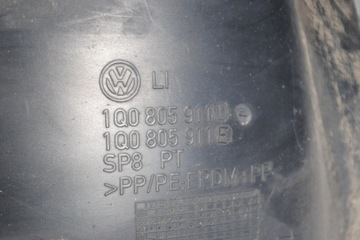 LI
1Q0 805 911
1Q0 805 911 E
SP8 PT
>PP/PE/EPDM<PP